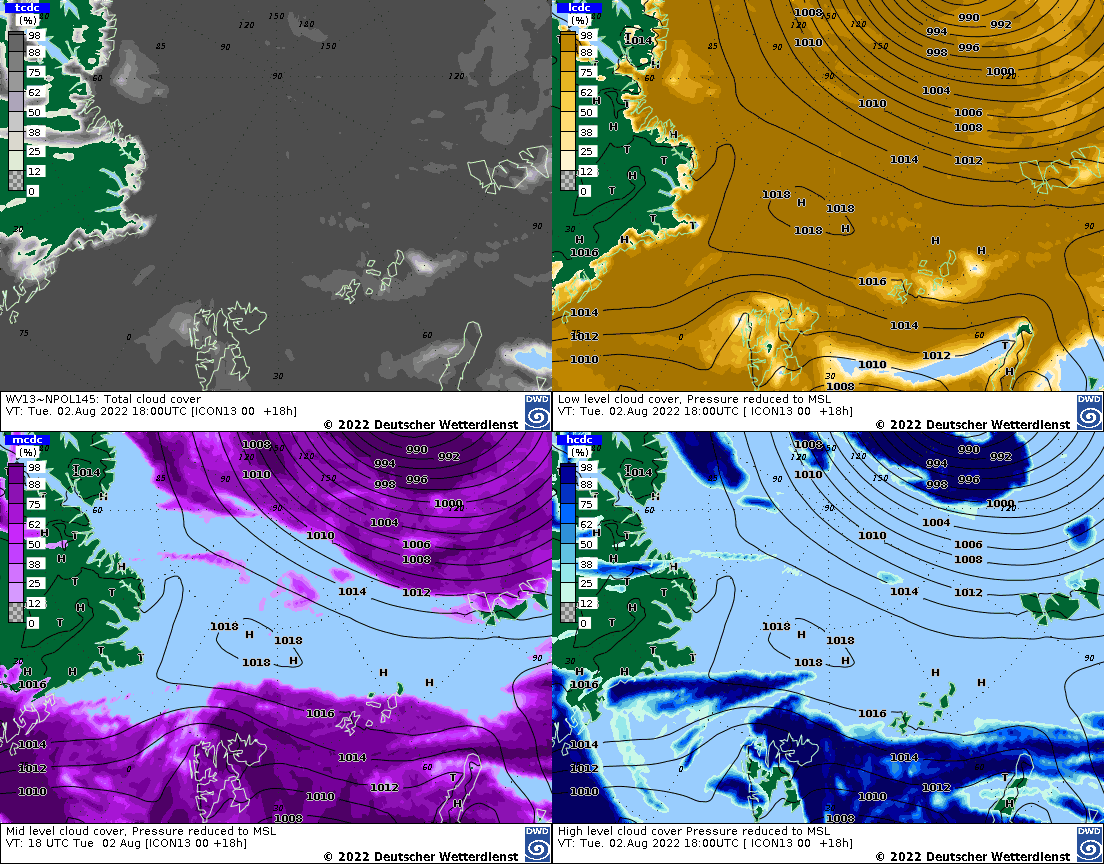 tcdc
(%)
98
88
75
62
50
38
25
12
0
150
120
150
85
90
60
90
120
30
90
75
0
60
30
WV13~NPOL145: Total cloud cover
VT: Tue. 02.Aug 2022 18:00UTC [ICON13 00 +18h]
© 2022 Deutscher Wetterdienst
DWD
lcdc
(%)
98
88
75
62
50
38
25
12
0
1008
150
120
990
992
994
1014
1010
85
150
996
998
H
60
90
1000
120
1004
H
1010
1006
H
H
1008
T
T
1014
1012
H
T
1018
H
1018
T
T
1018
H
30
H
H
H
H
90
1016
1016
1014
1014
75
1012
0
60
T
1010
1012
1010
H
30
1008
Low level cloud cover, Pressure reduced to MSL
VT: Tue. 02.Aug 2022 18:00UTC [ ICON13 00 +18h]
© 2022 Deutscher Wetterdienst
DWD
mcdc
(%)
98
88
75
62
50
38
25
12
0
1008
990
992
120
994
1014
1010
85
90
998
996
H
60
90
1000
120
1004
H
T
1010
1006
H
H
1008
T
T
1014
1012
H
T
1018
H
1018
T
T
1018
H
30
H
H
H
H
90
1016
1016
1014
1014
1012
0
60
T
1010
1012
1010
H
30
1008
Mid level cloud cover, Pressure reduced to MSL
VT: 18 UTC Tue 02 Aug [ICON13 00 +18h]
© 2022 Deutscher Wetterdienst
DWD
hcdc
(%)
98
88
75
62
50
38
25
12
0
1008
990
992
120
994
1014
1010
85
150
998
996
H
60
90
1000
120
1004
H
T
1010
1006
H
H
1008
T
T
1014
1012
H
T
1018
H
1018
T
T
1018
H
30
H
H
H
H
90
1016
1016
1014
1014
1012
0
T
1010
1012
1010
H
High level cloud cover Pressure reduced to MSL
VT: Tue. 02.Aug 2022 18:00UTC [ ICON13 00 +18h]
© 2022 Deutscher Wetterdienst
DWD